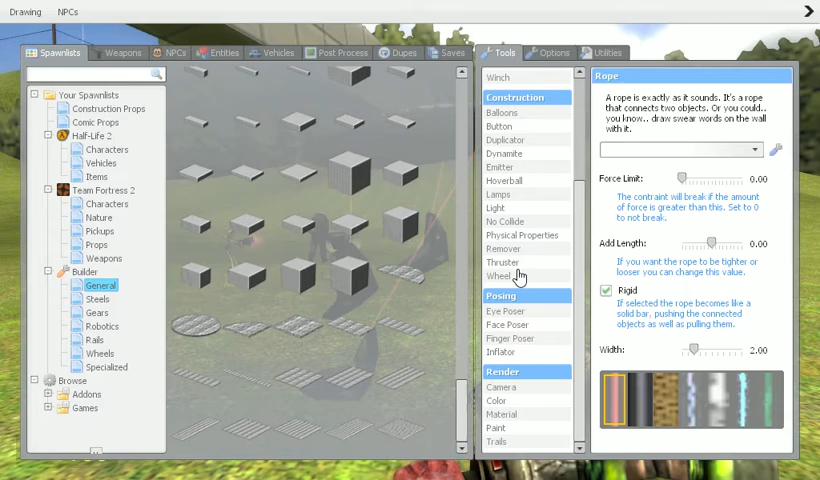 Drawing NPCs
Spawnlists Weapons NPCs Entities Vehicles Post Process Dupes Saves Tools Options Utilities
Your Spawnlists
Construction Props
Comic Props
Half-Life 2
Characters
Vehicles
Items
Team Fortress 2
Characters
Nature
Pickups
Props
Weapons
Builder
General
Steels
Gears
Robotics
Rails
Wheels
Specialized
Browse
Addons
Games
Winch
Construction
Balloons
Button
Duplicator
Dynamite
Emitter
Hoverball
Lamps
Light
No Collide
Physical Properties
Remover
Thruster
Wheel
Posing
Eye Poser
Face Poser
Finger Poser
Inflator
Render
Camera
Color
Material
Paint
Trails
Rope
A rope is exactly as it sounds. It's a rope
that connects two objects. Or you could..
you know.. draw swear words on the wall
with it.
Force Limit: 0.00
The contraint will break if the
amount of force is greater than this. Set to 0
to not break.
Add Length: 0.00
If you want the rope to be tighter or
looser you can change this value.
Rigid
If selected the rope becomes like a
solid bar, pushing the connected
objects as well as pulling them.
Width: 2.00